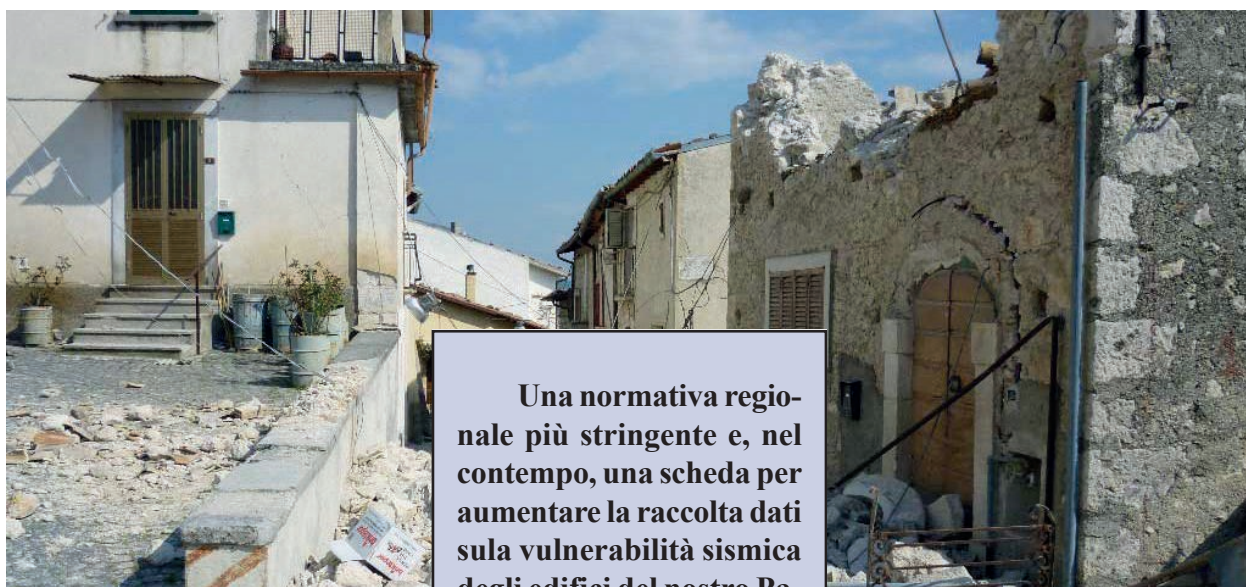 Una normativa regio-
nale più stringente e, nel
contempo, una scheda per
aumentare la raccolta dati
sula vulnerabilità sismica
degli edifici del nostro Pa-